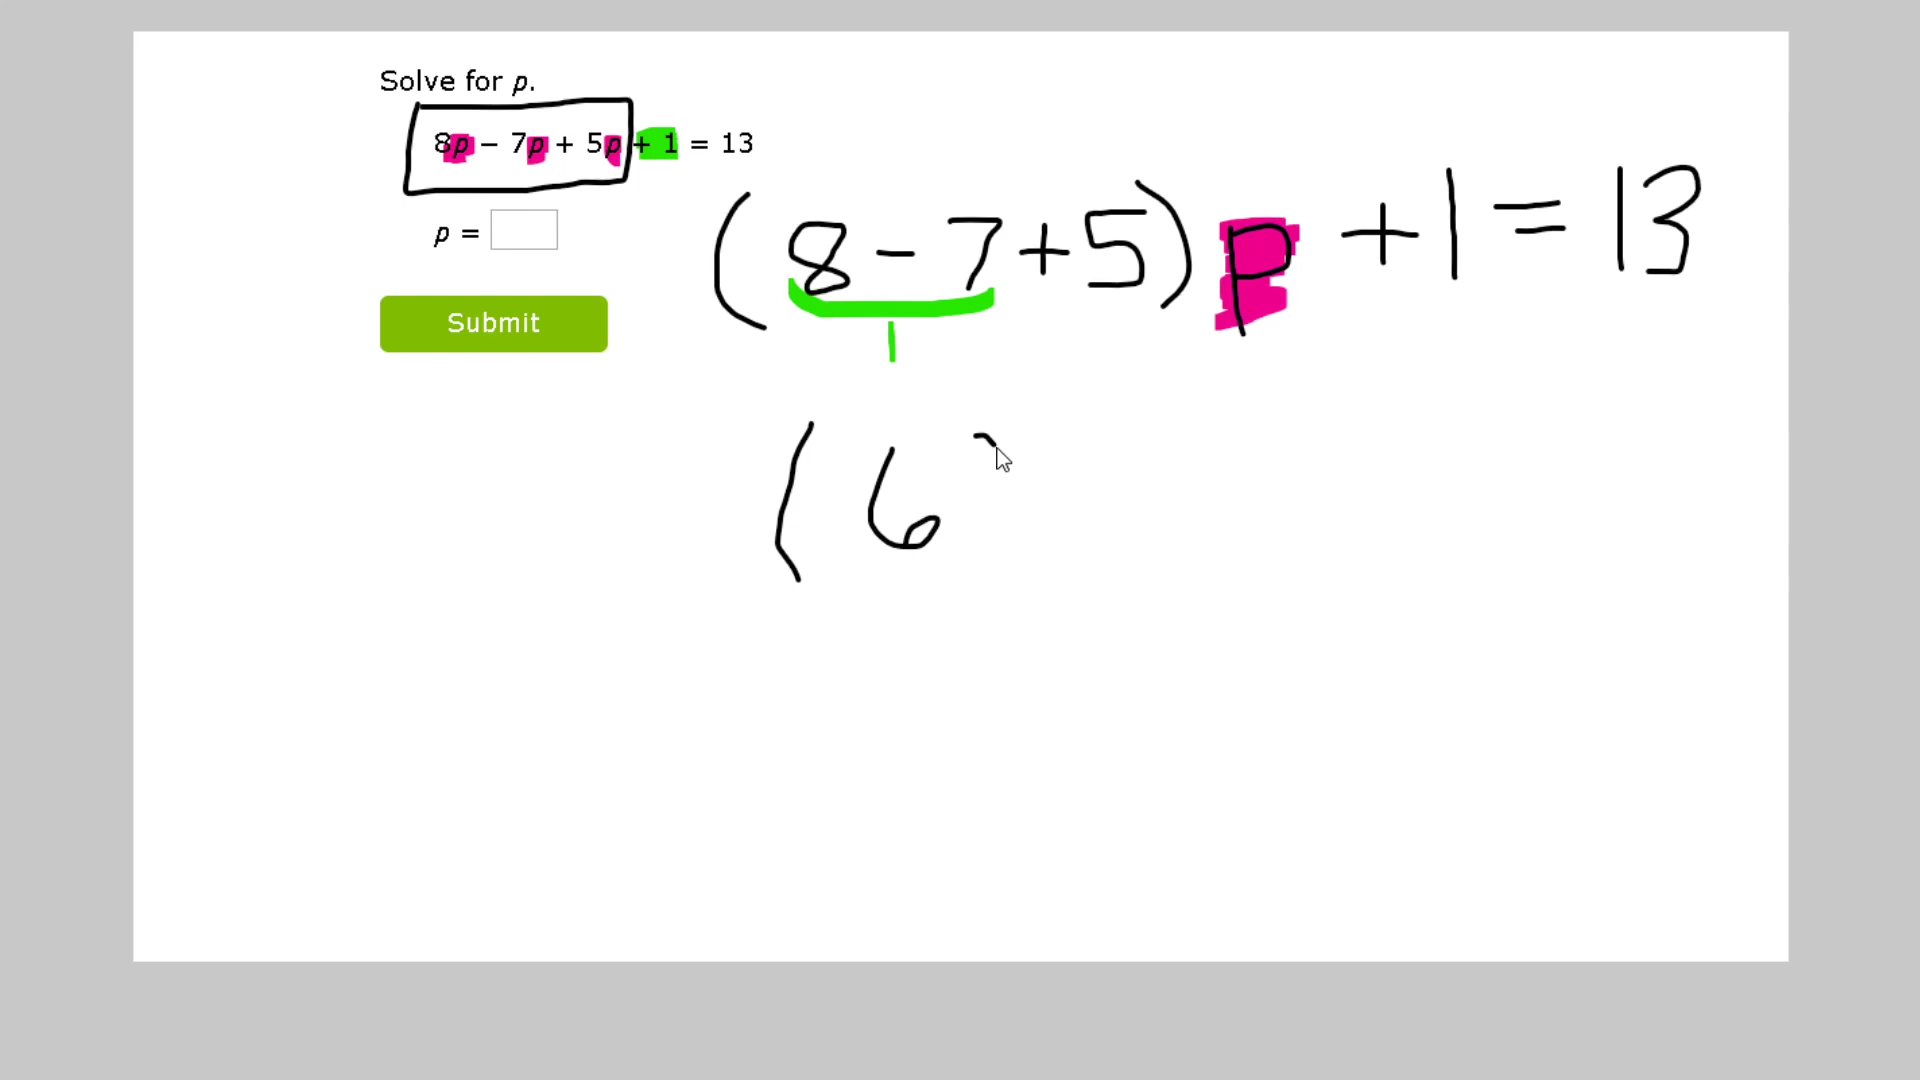 Solve for p.
8p − 7p + 5p + 1 = 13
p =
Submit
(8-7+5)p +1=13
1
(6